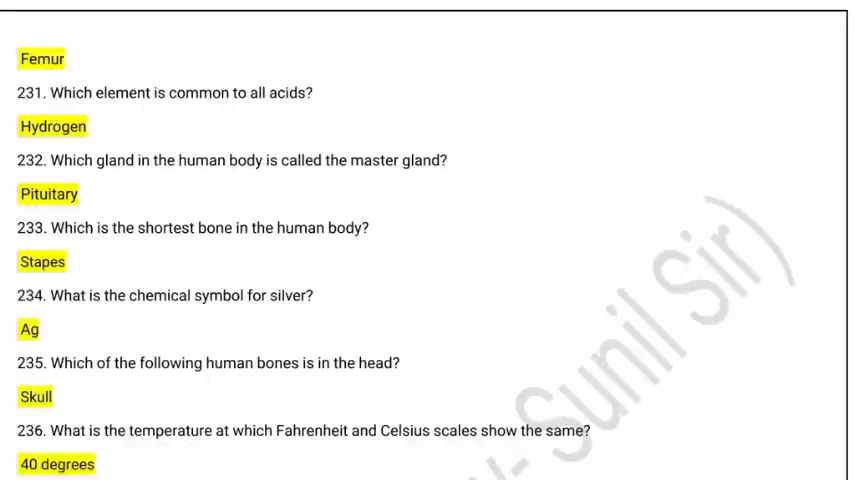 Femur
231. Which element is common to all acids?
Hydrogen
232. Which gland in the human body is called the master gland?
Pituitary
233. Which is the shortest bone in the human body?
Stapes
234. What is the chemical symbol for silver?
Ag
235. Which of the following human bones is in the head?
Skull
236. What is the temperature at which Fahrenheit and Celsius scales show the same?
40 degrees
- Sunil Sir)